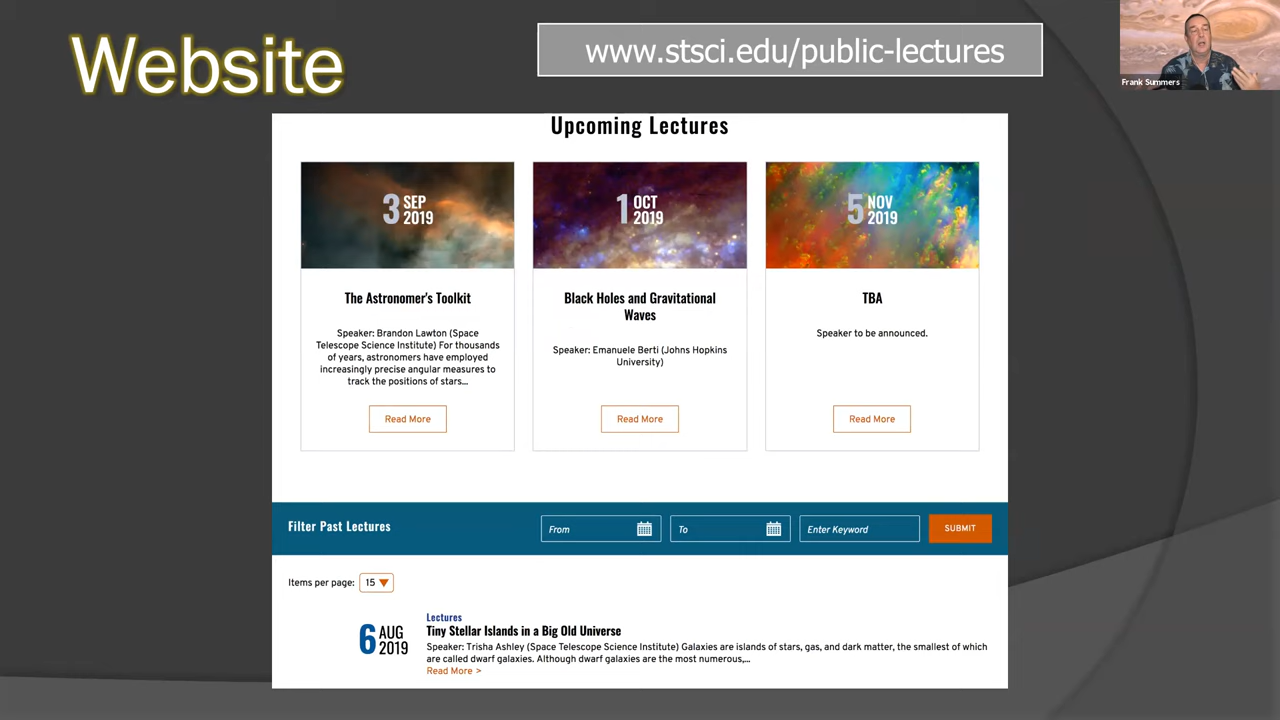 Website
www.stsci.edu/public-lectures
Frank Summers
Upcoming Lectures
3 SEP 2019
The Astronomer's Toolkit
Speaker: Brandon Lawton (Space
Telescope Science Institute) For thousands
of years, astronomers have employed
increasingly precise angular measures to
track the positions of stars...
Read More
1 OCT 2019
Black Holes and Gravitational
Waves
Speaker: Emanuele Berti (Johns Hopkins
University)
Read More
5 NOV 2019
TBA
Speaker to be announced.
Read More
Filter Past Lectures
From
To
Enter Keyword
SUBMIT
Items per page: 15
6 AUG 2019
Lectures
Tiny Stellar Islands in a Big Old Universe
Speaker: Trisha Ashley (Space Telescope Science Institute) Galaxies are islands of stars, gas, and dark matter, the smallest of which
are called dwarf galaxies. Although dwarf galaxies are the most numerous,...
Read More >